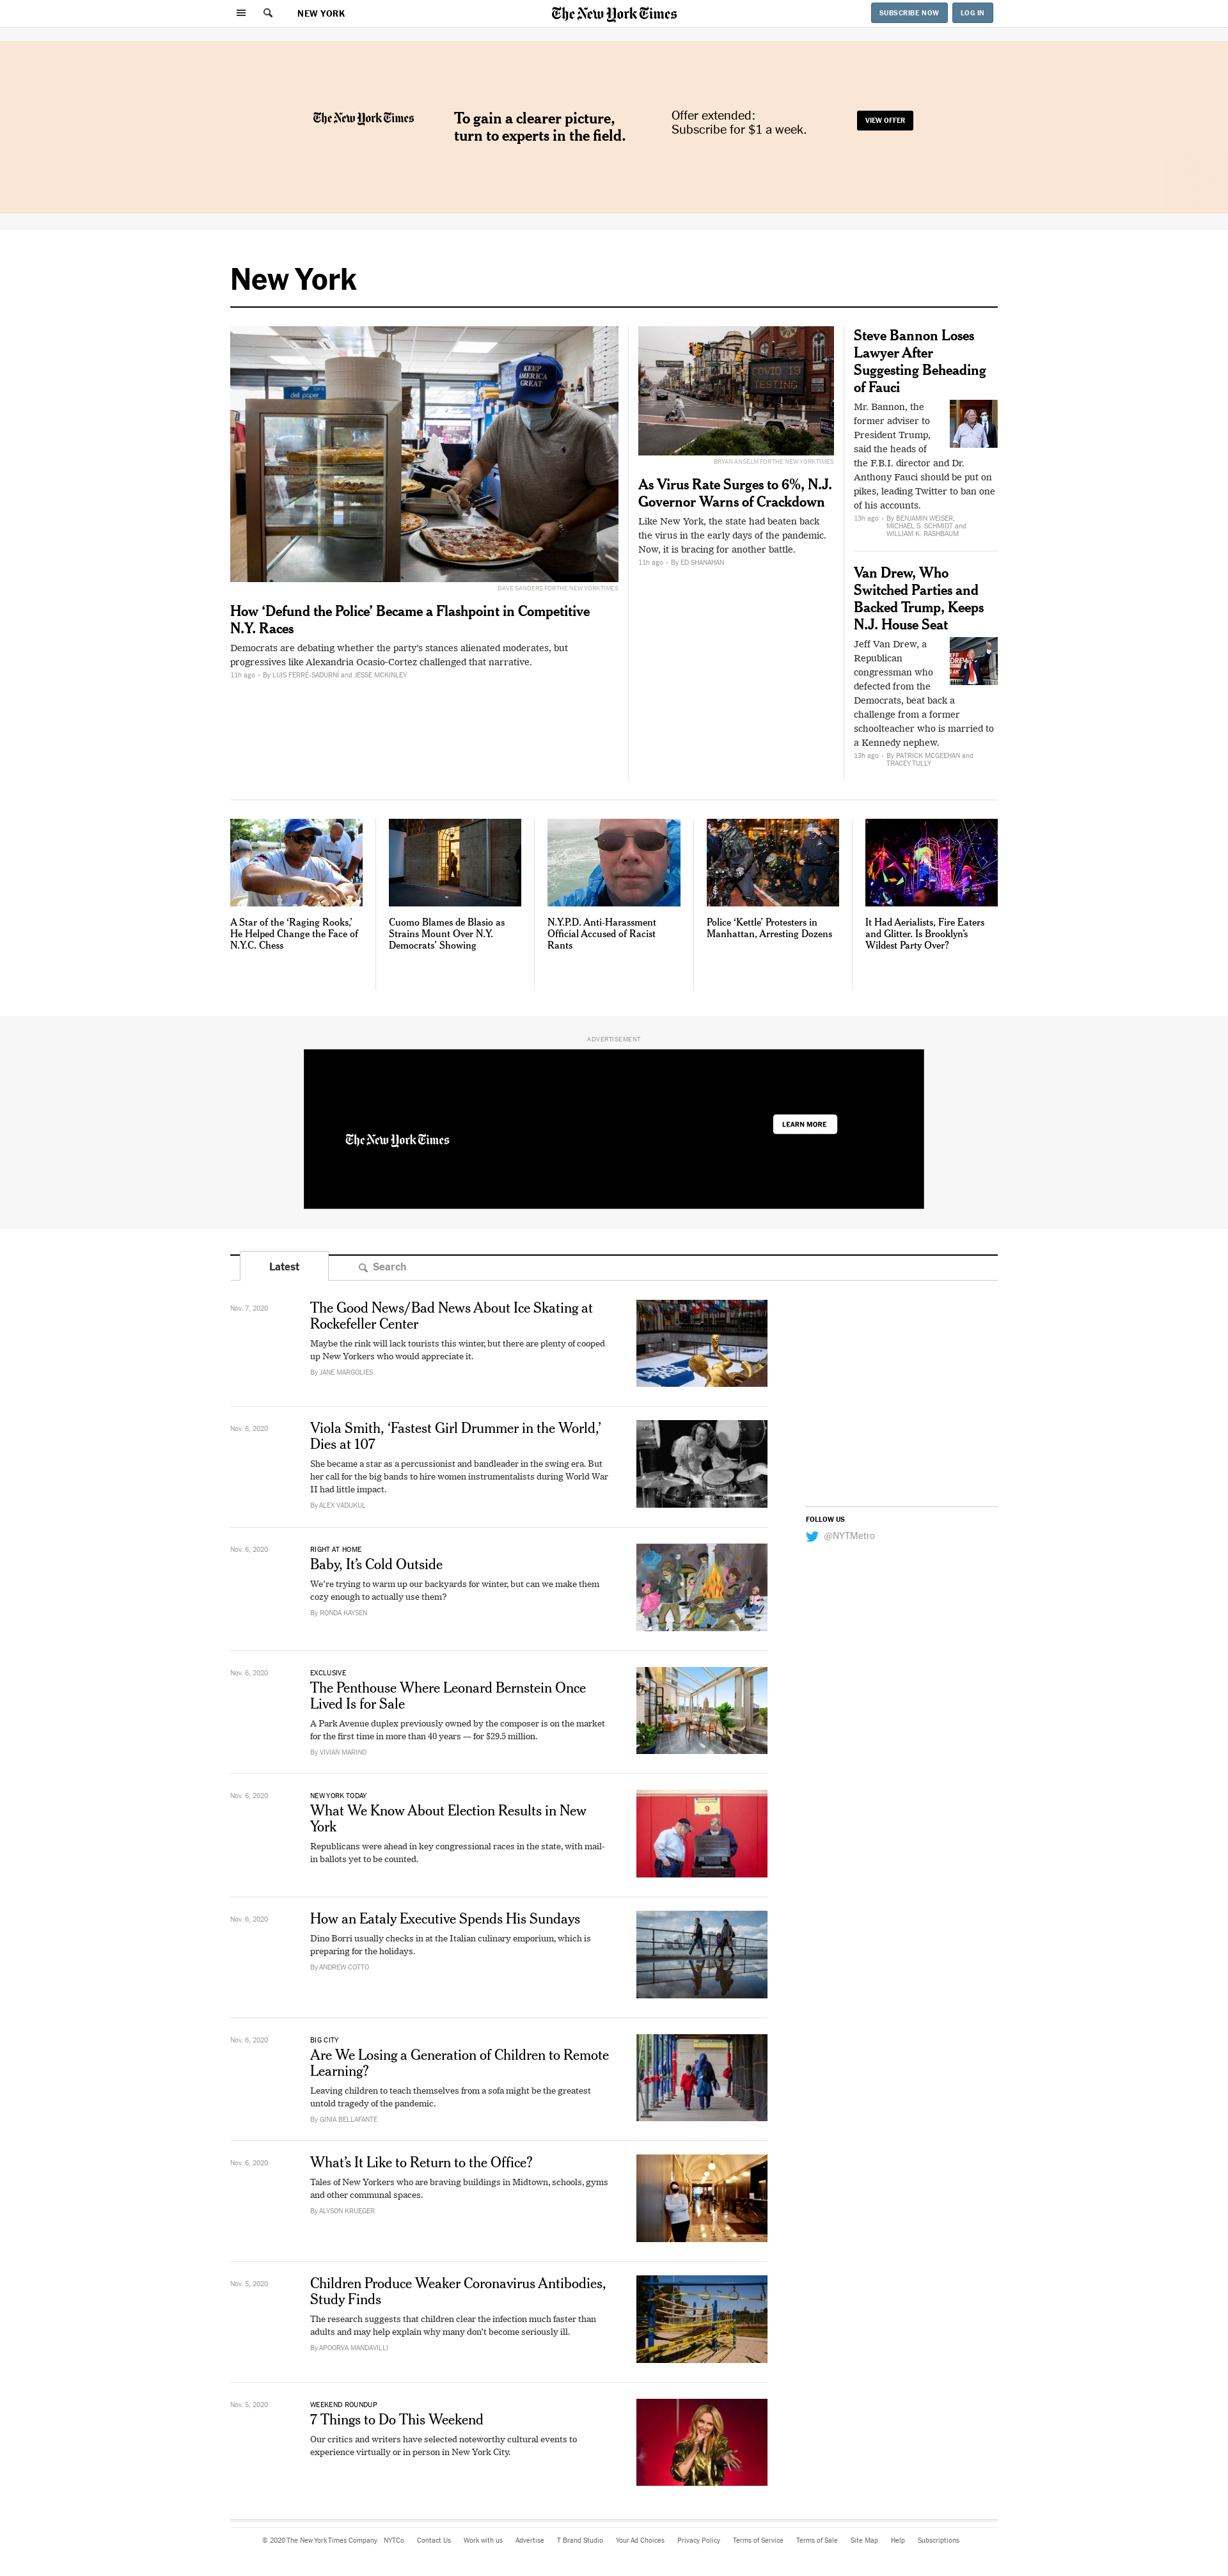 NEW YORK
The New York Times
SUBSCRIBE NOW
LOG IN
The New York Times
To gain a clearer picture,
turn to experts in the field.
Offer extended:
Subscribe for $1 a week.
VIEW OFFER
New York
deli paper
KEEP
AMERICA
GREAT
DAVE SANDERS FOR THE NEW YORK TIMES
How ‘Defund the Police’ Became a Flashpoint in Competitive
N.Y. Races
Democrats are debating whether the party’s stances alienated moderates, but
progressives like Alexandria Ocasio-Cortez challenged that narrative.
11h ago - By LUIS FERRÉ-SADURNÍ and JESSE MCKINLEY
COVID 19
TESTING
BRYAN ANSELM FOR THE NEW YORK TIMES
As Virus Rate Surges to 6%, N.J.
Governor Warns of Crackdown
Like New York, the state had beaten back
the virus in the early days of the pandemic.
Now, it is bracing for another battle.
11h ago - By ED SHANAHAN
Steve Bannon Loses
Lawyer After
Suggesting Beheading
of Fauci
Mr. Bannon, the
former adviser to
President Trump,
said the heads of
the F.B.I. director and Dr.
Anthony Fauci should be put on
pikes, leading Twitter to ban one
of his accounts.
13h ago - By BENJAMIN WEISER,
MICHAEL S. SCHMIDT and
WILLIAM K. RASHBAUM
Van Drew, Who
Switched Parties and
Backed Trump, Keeps
N.J. House Seat
Jeff Van Drew, a
Republican
congressman who
defected from the
Democrats, beat back a
challenge from a former
schoolteacher who is married to
a Kennedy nephew.
13h ago - By PATRICK MCGEEHAN and
TRACEY TULLY
A Star of the ‘Raging Rooks,’
He Helped Change the Face of
N.Y.C. Chess
Cuomo Blames de Blasio as
Strains Mount Over N.Y.
Democrats’ Showing
N.Y.P.D. Anti-Harassment
Official Accused of Racist
Rants
Police ‘Kettle’ Protesters in
Manhattan, Arresting Dozens
It Had Aerialists, Fire Eaters
and Glitter. Is Brooklyn’s
Wildest Party Over?
ADVERTISEMENT
The New York Times
LEARN MORE
Latest
Search
Nov. 7, 2020
The Good News/Bad News About Ice Skating at
Rockefeller Center
Maybe the rink will lack tourists this winter, but there are plenty of cooped
up New Yorkers who would appreciate it.
By JANE MARGOLIES
Nov. 6, 2020
Viola Smith, ‘Fastest Girl Drummer in the World,’
Dies at 107
She became a star as a percussionist and bandleader in the swing era. But
her call for the big bands to hire women instrumentalists during World War
II had little impact.
By ALEX VADUKUL
FOLLOW US
@NYTMetro
Nov. 6, 2020
RIGHT AT HOME
Baby, It’s Cold Outside
We’re trying to warm up our backyards for winter, but can we make them
cozy enough to actually use them?
By RONDA KAYSEN
Nov. 6, 2020
EXCLUSIVE
The Penthouse Where Leonard Bernstein Once
Lived Is for Sale
A Park Avenue duplex previously owned by the composer is on the market
for the first time in more than 40 years — for $29.5 million.
By VIVIAN MARINO
Nov. 6, 2020
NEW YORK TODAY
What We Know About Election Results in New
York
Republicans were ahead in key congressional races in the state, with mail-
in ballots yet to be counted.
9
Nov. 6, 2020
How an Eataly Executive Spends His Sundays
Dino Borri usually checks in at the Italian culinary emporium, which is
preparing for the holidays.
By ANDREW COTTO
Nov. 6, 2020
BIG CITY
Are We Losing a Generation of Children to Remote
Learning?
Leaving children to teach themselves from a sofa might be the greatest
untold tragedy of the pandemic.
By GINIA BELLAFANTE
Nov. 6, 2020
What’s It Like to Return to the Office?
Tales of New Yorkers who are braving buildings in Midtown, schools, gyms
and other communal spaces.
By ALYSON KRUEGER
Nov. 5, 2020
Children Produce Weaker Coronavirus Antibodies,
Study Finds
The research suggests that children clear the infection much faster than
adults and may help explain why many don’t become seriously ill.
By APOORVA MANDAVILLI
Nov. 5, 2020
WEEKEND ROUNDUP
7 Things to Do This Weekend
Our critics and writers have selected noteworthy cultural events to
experience virtually or in person in New York City.
© 2020 The New York Times Company NYTCo Contact Us Work with us Advertise T Brand Studio Your Ad Choices Privacy Policy Terms of Service Terms of Sale Site Map Help Subscriptions